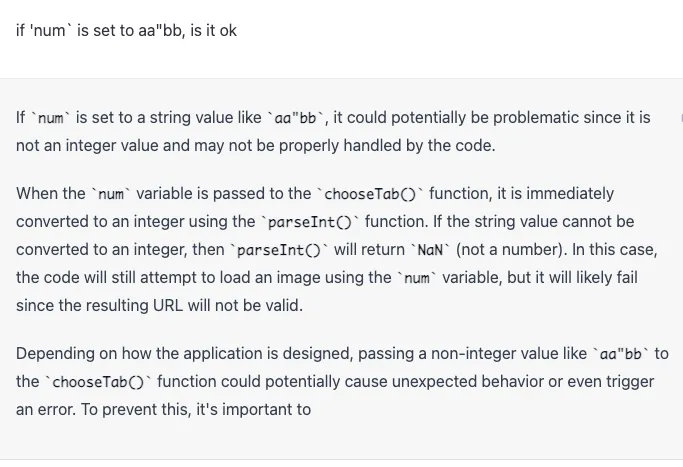 if 'num` is set to aa"bb, is it ok
If `num` is set to a string value like `aa"bb`, it could potentially be problematic since it is
not an integer value and may not be properly handled by the code.
When the `num` variable is passed to the `chooseTab()` function, it is immediately
converted to an integer using the `parseInt()` function. If the string value cannot be
converted to an integer, then `parseInt()` will return `NaN` (not a number). In this case,
the code will still attempt to load an image using the `num` variable, but it will likely fail
since the resulting URL will not be valid.
Depending on how the application is designed, passing a non-integer value like `aa"bb` to
the `chooseTab()` function could potentially cause unexpected behavior or even trigger
an error. To prevent this, it's important to